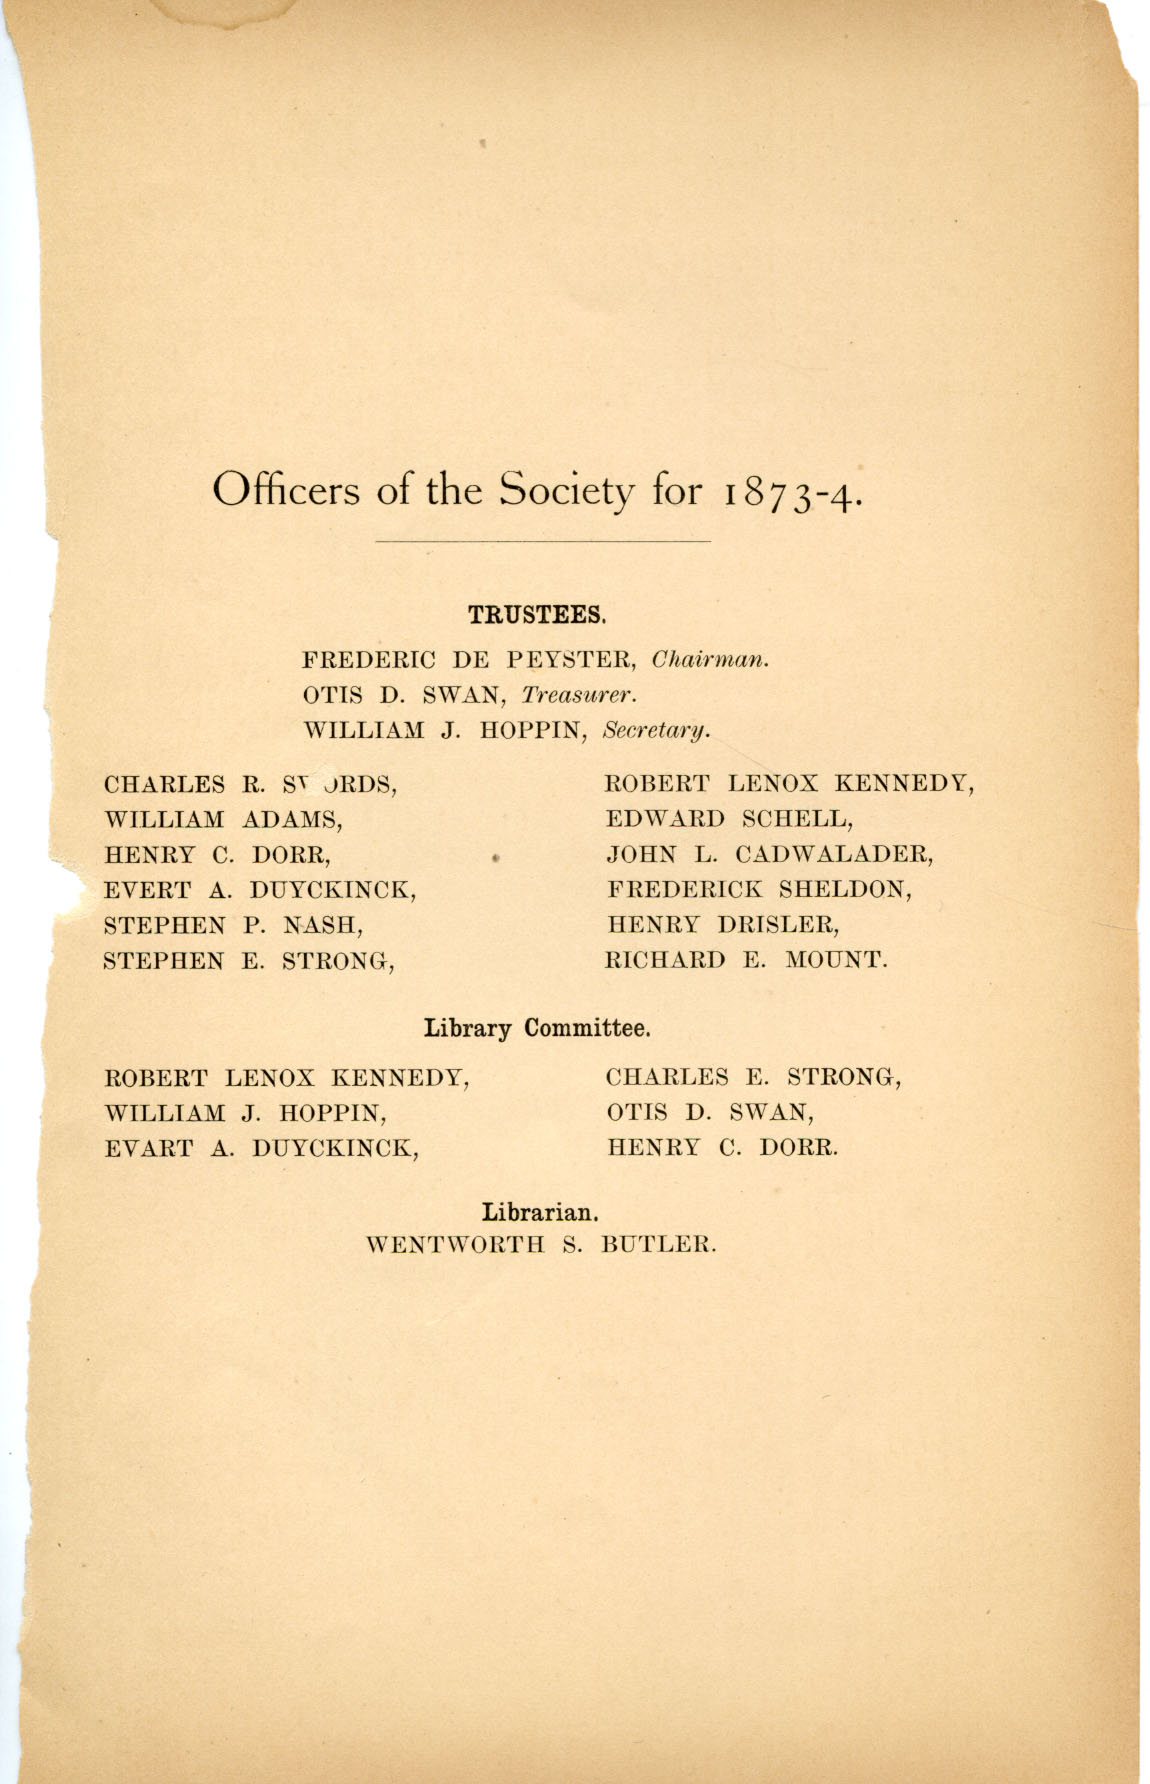 Officers of the Society for 1873-4.
TRUSTEES.
FREDERIC DE PEYSTER, Chairman.
OTIS D. SWAN, Treasurer.
WILLIAM J. HOPPIN, Secretary.
CHARLES R.
WILLIAM ADAMS,
HENRY C. DORR,
EVERT A. DUYCKINCK,
STEPHEN P. NASH,
STEPHEN E. STRONG,
ROBERT LENOX KENNEDY,
EDWARD SCHELL,
JOHN L. CADWALADER,
FREDERICK SHELDON,
HENRY DRISLER,
RICHARD E. MOUNT.
Library Committee.
ROBERT LENOX KENNEDY,
WILLIAM J. HOPPIN,
EVART A. DUYCKINCK,
CHARLES E. STRONG,
OTIS D. SWAN,
HENRY C. DORR.
Librarian.
WENTWORTH S. BUTLER.